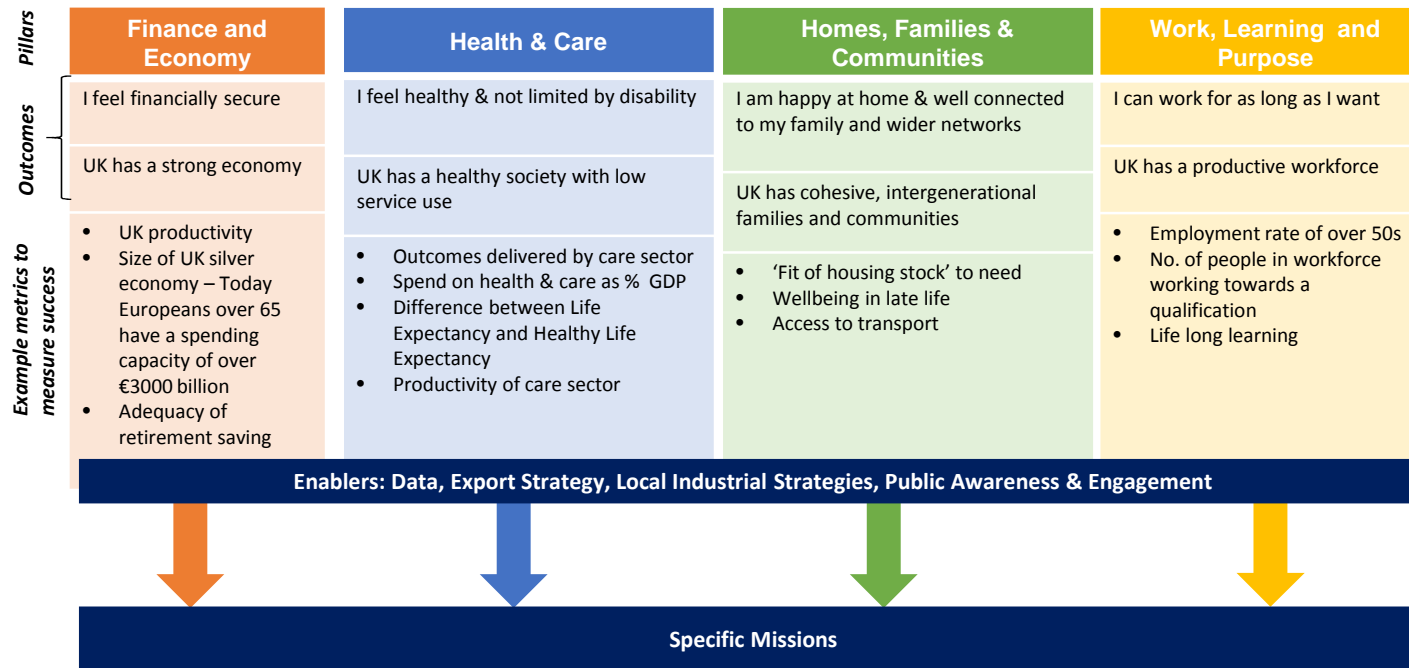 Pillars
Finance and
Economy
Health & Care
Homes, Families &
Communities
Work, Learning and
Purpose
Outcomes
I feel financially secure
UK has a strong economy
I feel healthy & not limited by disability
UK has a healthy society with low
service use
I am happy at home & well connected
to my family and wider networks
UK has cohesive, intergenerational
families and communities
I can work for as long as I want
UK has a productive workforce
Example metrics to
measure success
• UK productivity
• Size of UK silver
economy – Today
Europeans over 65
have a spending
capacity of over
€3000 billion
• Adequacy of
retirement saving
• Outcomes delivered by care sector
• Spend on health & care as % GDP
• Difference between Life
Expectancy and Healthy Life
Expectancy
• Productivity of care sector
• ‘Fit of housing stock’ to need
• Wellbeing in late life
• Access to transport
• Employment rate of over 50s
• No. of people in workforce
working towards a
qualification
• Life long learning
Enablers: Data, Export Strategy, Local Industrial Strategies, Public Awareness & Engagement
Specific Missions